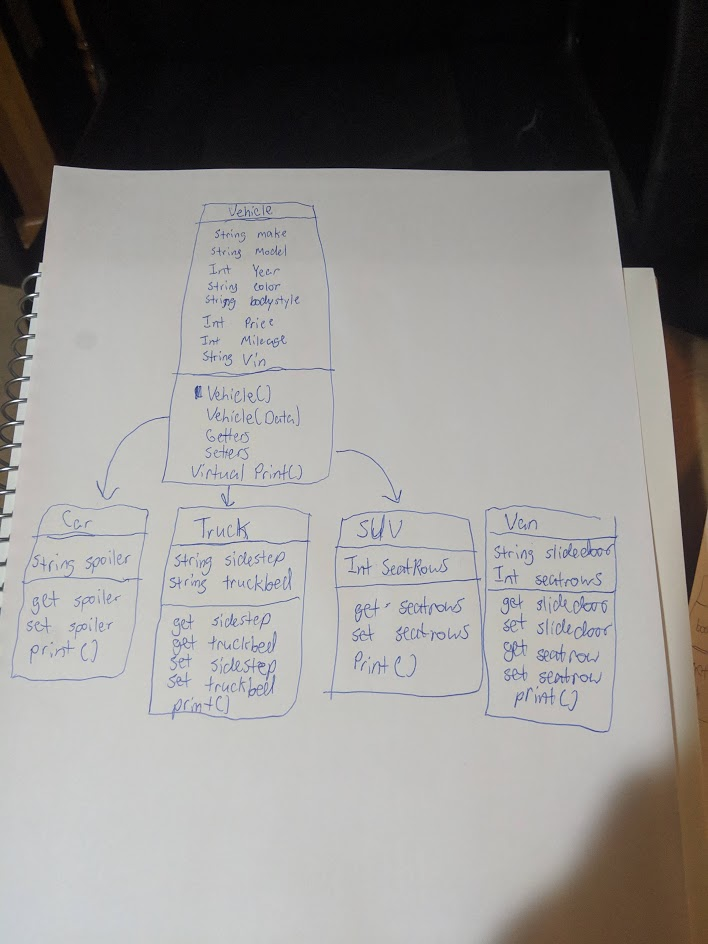 Vehicle
String make
String Model
Int Year
String color
String bodystyle
Int Price
Int Mileage
String Vin
Vehicle()
Vehicle(Data)
Getters
Setters
Virtual Print()
Car
String spoiler
get spoiler
set spoiler
print()
Truck
String sidestep
String truckbed
get sidestep
get truckbed
set sidestep
set truckbed
print()
SUV
Int SeatRows
get seatrows
set seatrows
Print()
Van
String slidedoor
Int seatrows
get slidedoor
set slidedoor
get seatrow
set seatrow
print()